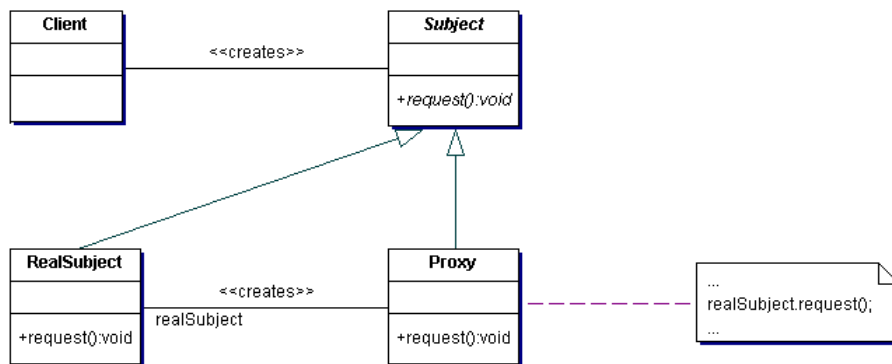 Client
Subject
<<creates>>
+request():void
RealSubject
Proxy
<<creates>>
realSubject
+request():void
+request():void
...
realSubject.request();
...